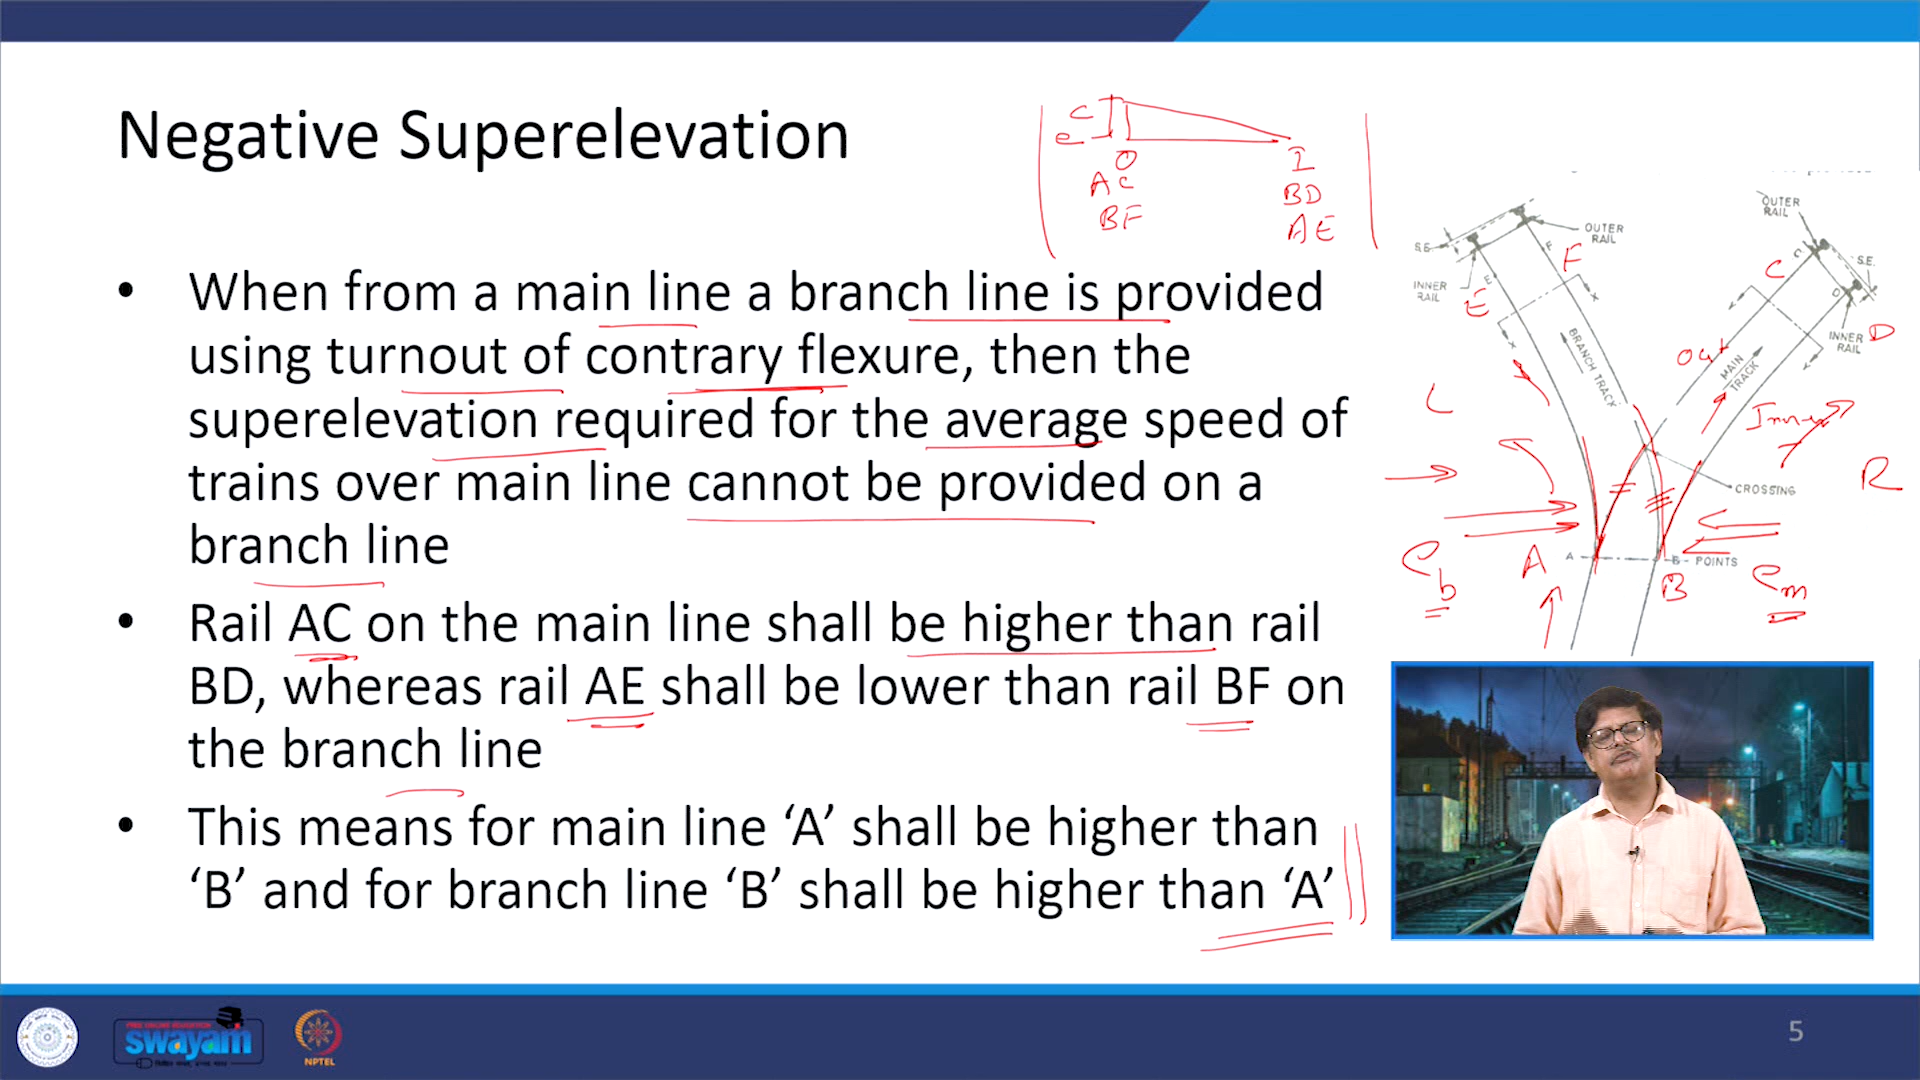 Negative Superelevation
C
e
O
I
AC
BD
BF
AE
• When from a main line a branch line is provided
using turnout of contrary flexure, then the
superelevation required for the average speed of
trains over main line cannot be provided on a
branch line
• Rail AC on the main line shall be higher than rail
BD, whereas rail AE shall be lower than rail BF on
the branch line
• This means for main line ‘A’ shall be higher than
‘B’ and for branch line ‘B’ shall be higher than ‘A’
OUTER
RAIL
OUTER
RAIL
S.E.
S.E.
F
F
C
C
INNER
RAIL
E
E
D
INNER
RAIL
D
X
X
BRANCH TRACK
MAIN
TRACK
out
Inner
L
R
CROSSING
A
A
B
B
POINTS
eb
em
FREE ONLINE EDUCATION
swayam
NPTEL
5